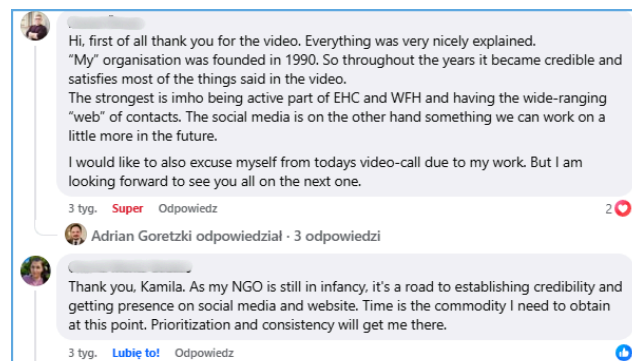 Hi, first of all thank you for the video. Everything was very nicely explained.
“My” organisation was founded in 1990. So throughout the years it became credible and
satisfies most of the things said in the video.
The strongest is imho being active part of EHC and WFH and having the wide-ranging
“web” of contacts. The social media is on the other hand something we can work on a
little more in the future.
I would like to also excuse myself from todays video-call due to my work. But I am
looking forward to see you all on the next one.
3 tyg. Super Odpowiedz 2
Adrian Goretzki odpowiedział · 3 odpowiedzi
Thank you, Kamila. As my NGO is still in infancy, it's a road to establishing credibility and
getting presence on social media and website. Time is the commodity I need to obtain
at this point. Prioritization and consistency will get me there.
3 tyg. Lubię to! Odpowiedz